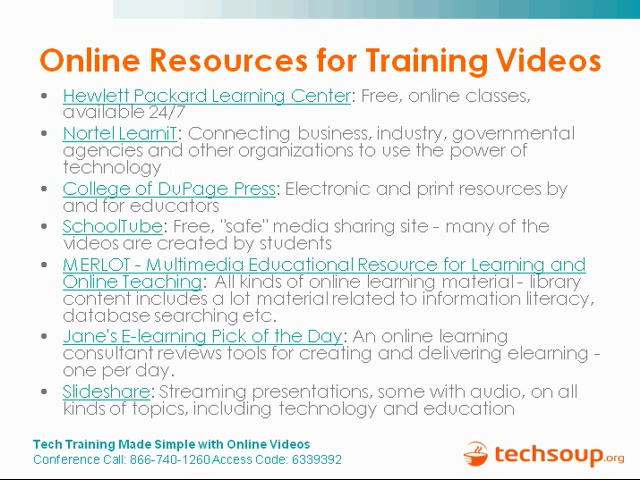 Online Resources for Training Videos
• Hewlett Packard Learning Center: Free, online classes,
available 24/7
• Nortel LearniT: Connecting business, industry, governmental
agencies and other organizations to use the power of
technology
• College of DuPage Press: Electronic and print resources by
and for educators
• SchoolTube: Free, "safe" media sharing site - many of the
videos are created by students
• MERLOT - Multimedia Educational Resource for Learning and
Online Teaching: All kinds of online learning material - library
content includes a lot material related to information literacy,
database searching etc.
• Jane's E-learning Pick of the Day: An online learning
consultant reviews tools for creating and delivering elearning -
one per day.
• Slideshare: Streaming presentations, some with audio, on all
kinds of topics, including technology and education
Tech Training Made Simple with Online Videos
Conference Call: 866-740-1260 Access Code: 6339392
techsoup.org